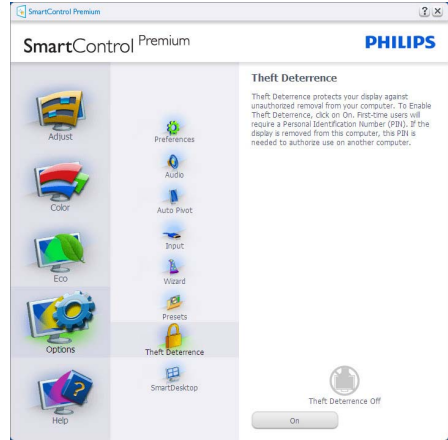 SmartControl Premium
SmartControl Premium
PHILIPS
Adjust
Color
Eco
Options
Help
Preferences
Audio
Auto Pivot
Input
Wizard
Presets
Theft Deterrence
SmartDesktop
Theft Deterrence
Theft Deterrence protects your display against
unauthorized removal from your computer. To Enable
Theft Deterrence, click on On. First-time users will
require a Personal Identification Number (PIN). If the
display is removed from this computer, this PIN is
needed to authorize use on another computer.
Theft Deterrence Off
On